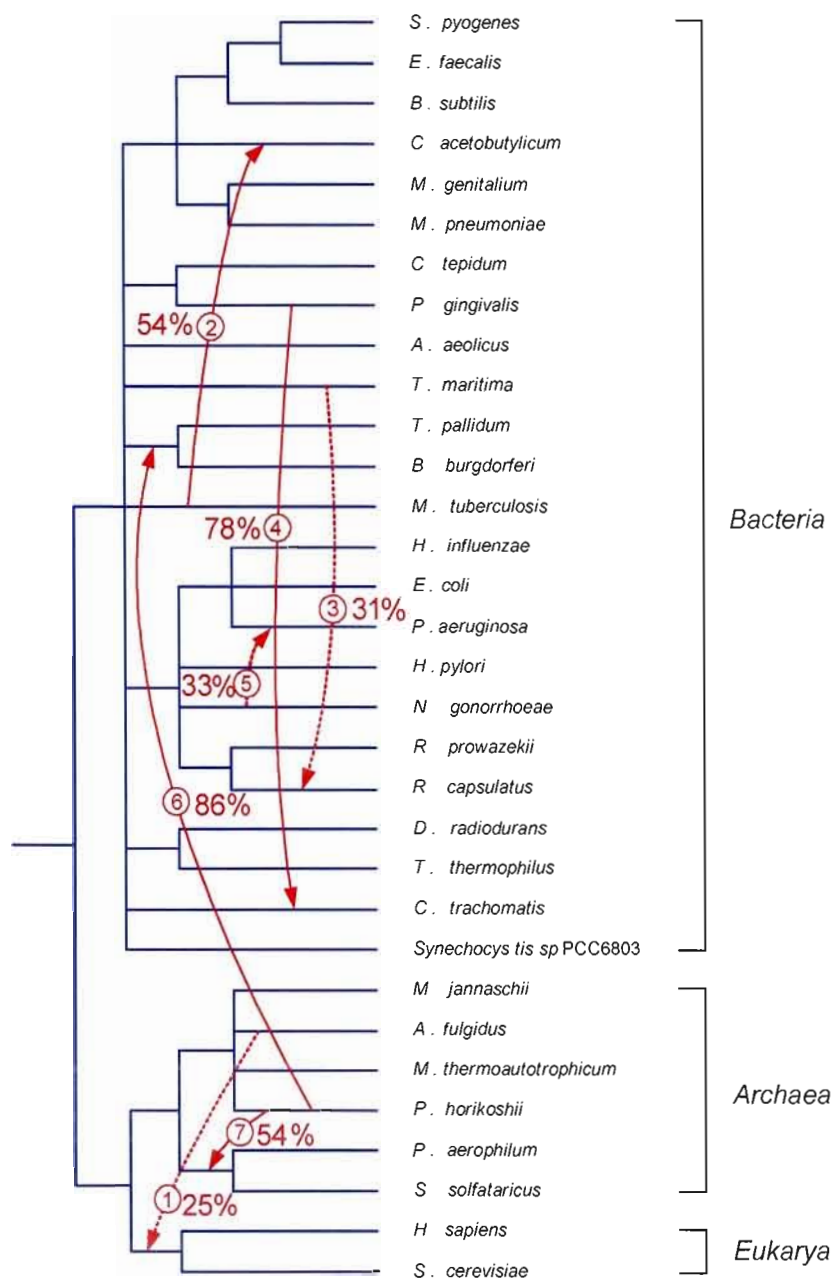 S. pyogenes
E. faecalis
B. subtilis
C acetobutylicum
M. genitalium
M. pneumoniae
C tepidum
P gingivalis
54% 2
A. aeolicus
T. maritima
T. pallidum
B burgdorferi
M. tuberculosis
Bacteria
78% 4
H. influenzae
E. coli
3 31%
P. aeruginosa
H. pylori
33% 5
N gonorrhoeae
R prowazekii
R capsulatus
6 86%
D. radiodurans
T. thermophilus
C. trachomatis
Synechocys tis sp PCC6803
M jannaschii
A. fulgidus
M. thermoautotrophicum
Archaea
P. horikoshii
7 54%
P. aerophilum
S solfataricus
1 25%
H sapiens
Eukarya
S. cerevisiae